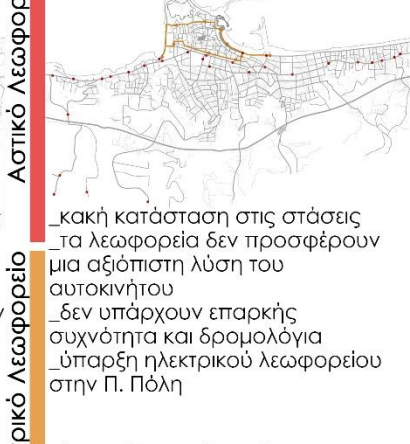 Αστικό Λεωφορ
_κακή κατάσταση στις στάσεις
_τα λεωφορεία δεν προσφέρουν
μια αξιόπιστη λύση του
αυτοκινήτου
_δεν υπάρχουν επαρκής
συχνότητα και δρομολόγια
_ύπαρξη ηλεκτρικού λεωφορείου
στην Π. Πόλη
ρικό Λεωφορείο